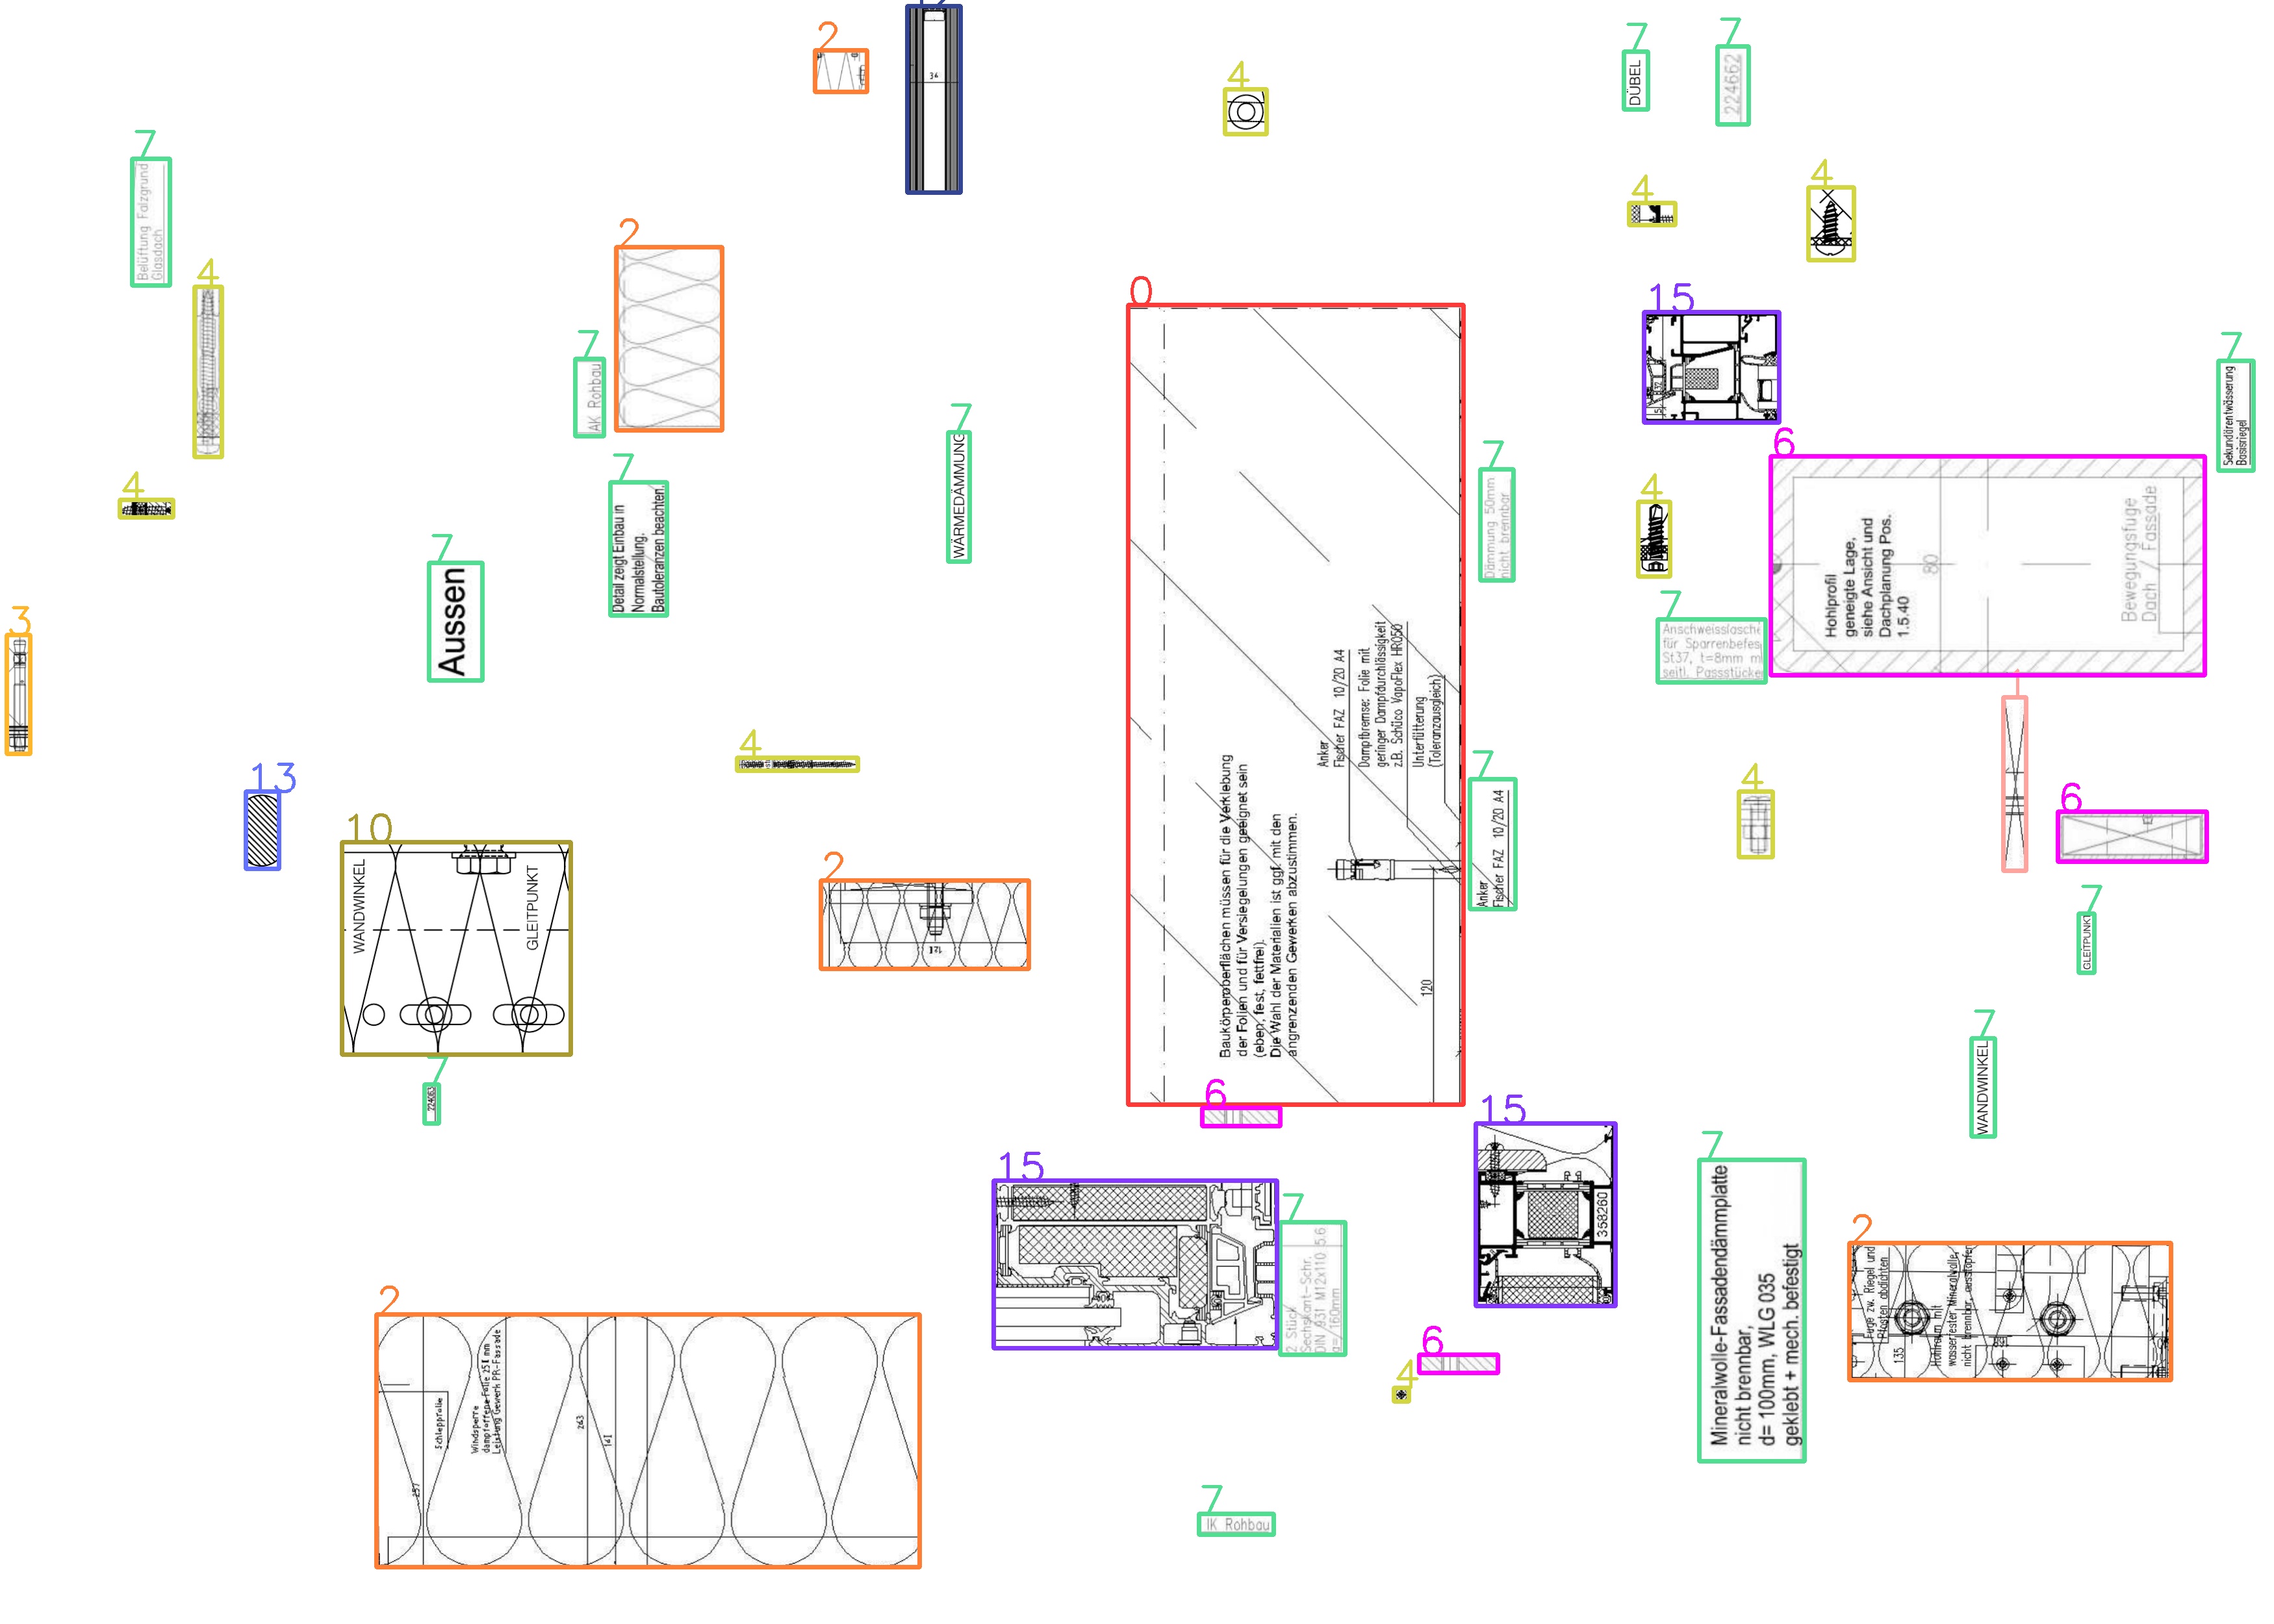 12
2
34
4
7
DÜBEL
7
224662
7
Belüftung Falzgrund
Glasdach
4
4
4
2
7
AK Rohbau
0
15
32
7
Sekundärentwässerung
Basisriegel
7
WÄRMEDÄMMUNG
7
Detail zeigt Einbau in
Normalstellung.
Bautoleranzen beachten.
4
7
Aussen
7
Dämmung 50mm
nicht brennbar
4
6
Hohlprofil
geneigte Lage,
siehe Ansicht und
Dachplanung Pos.
1.5.40
80
Bewegungsfuge
Dach / Fassade
7
Anschweisslasche
für Sparrenbefes
St37, t=8mm m
seitl. Passstücke
3
13
4
Anker
Fischer FAZ 10/20 A4
Dampfbremse: Folie mit
geringer Dampfdurchlässigkeit
z.B. Schüco VapoFlex HR050
Unterfütterung
(Toleranzausgleich)
Baukörperoberflächen müssen für die Verklebung
der Folien und für Versiegelungen geeignet sein
(eben, fest, fettfrei).
Die Wahl der Materialien ist ggf. mit den
angrenzenden Gewerken abzustimmen.
120
7
Anker
Fischer FAZ 10/20 A4
4
1
6
10
WANDWINKEL
GLEITPUNKT
2
171
7
GLEITPUNKT
7
224063
6
7
WANDWINKEL
15
7
2 Stück
Sechskant-Schr.
DIN 931 M12x110 5.6
a=/160mm
15
358260
7
Mineralwolle-Fassadendämmplatte
nicht brennbar,
d= 100mm, WLG 035
geklebt + mech. befestigt
2
Fuge zw. Riegel und
Pfosten abdichten
135
Hohlraum mit
wasserfester Mineralwolle,
nicht brennbar, ausstopfen
2
257
Schleppfolie
Windsperre
dampfoffene Folie 251 mm
Leistung Gewerk PR-Fassade
263
141
6
4
7
IK Rohbau